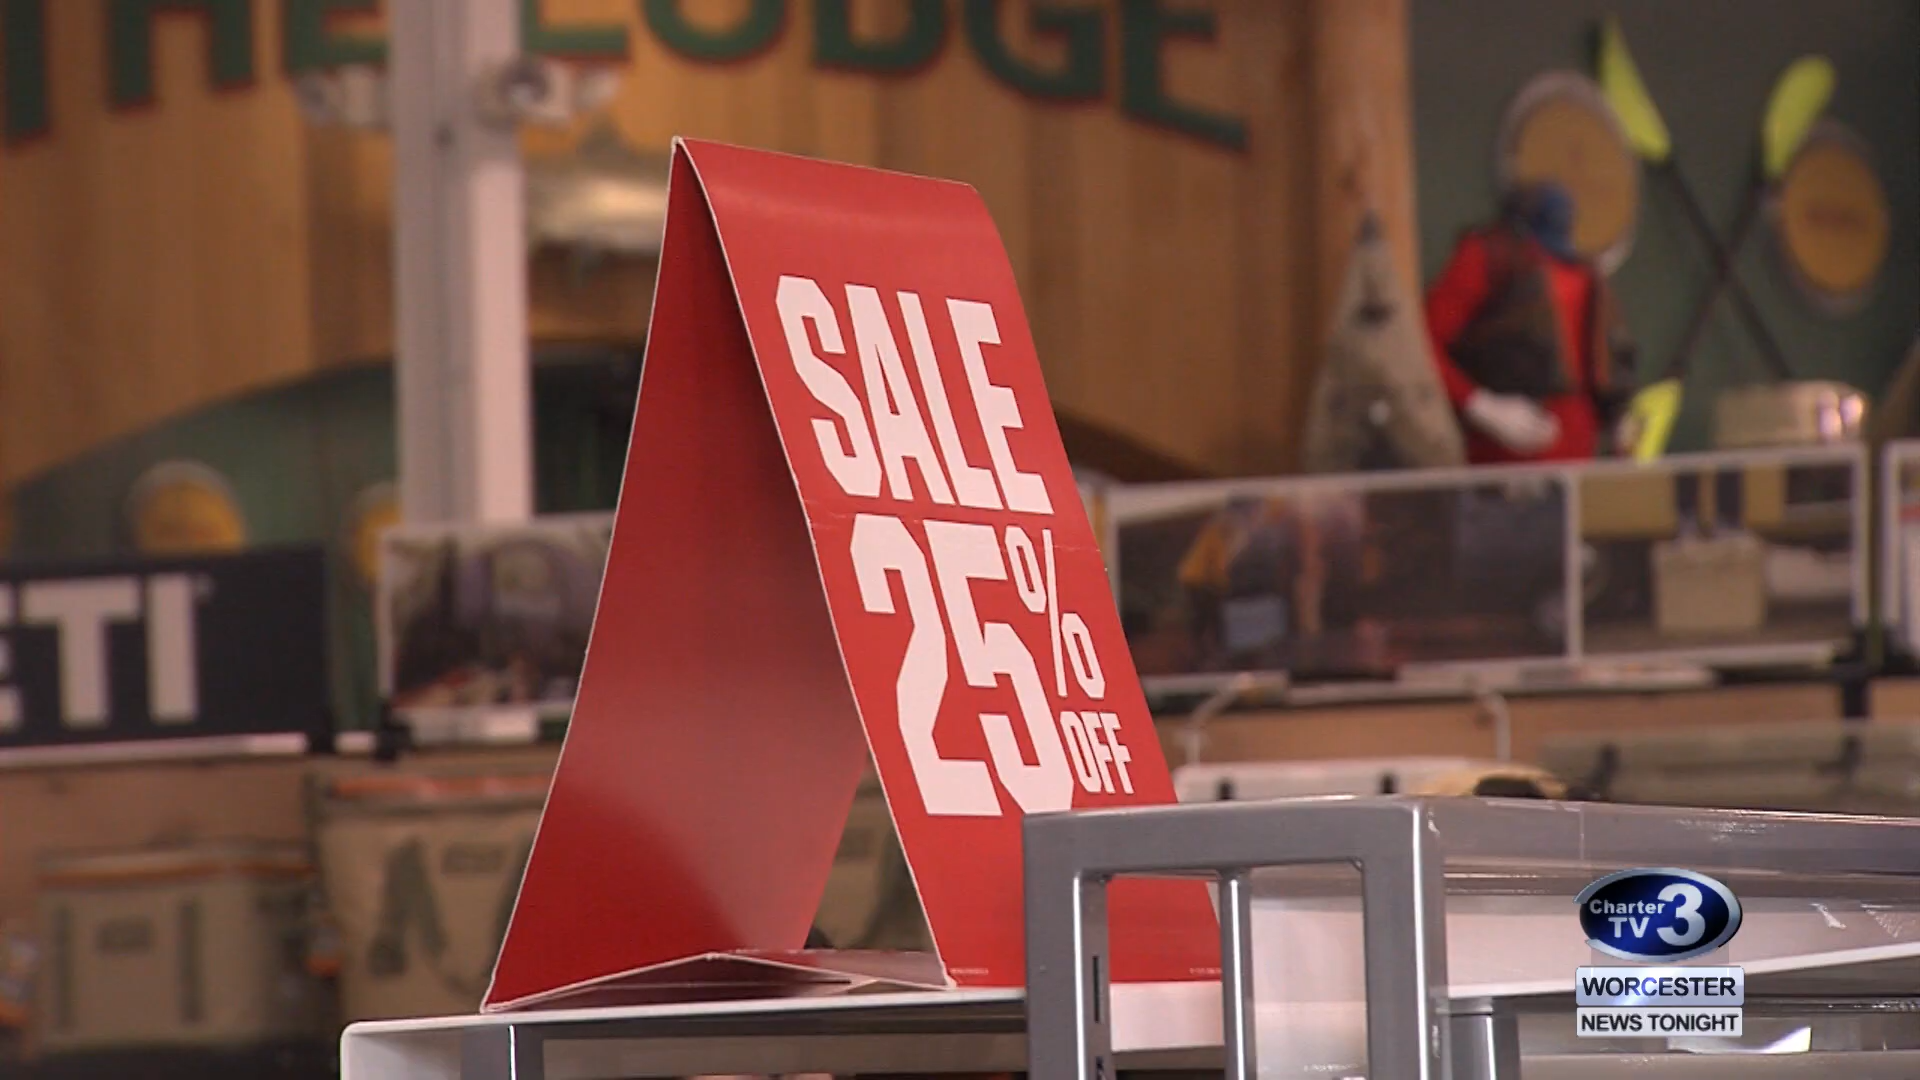 THE LODGE
SALE
25%
OFF
ETI
Charter
TV 3
WORCESTER
NEWS TONIGHT